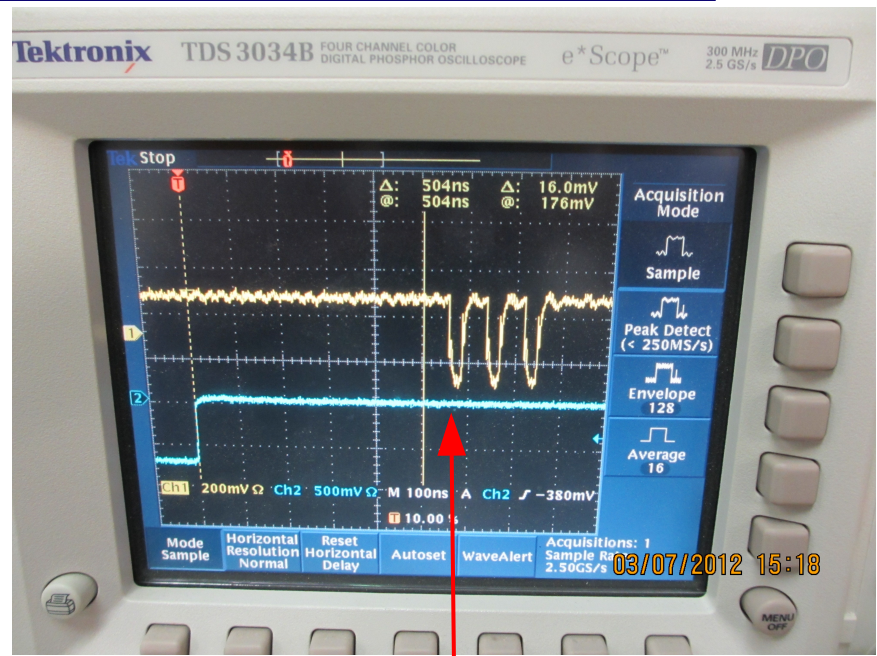 Tektronix TDS 3034B FOUR CHANNEL COLOR DIGITAL PHOSPHOR OSCILLOSCOPE e*Scope™ 300 MHz 2.5 GS/s DPO
Tek Stop
T
T
Δ: 504ns Δ: 16.0mV
@: 504ns @: 176mV
1
2
Ch1 200mV Ω Ch2 500mV Ω M 100ns A Ch2 ∫ -380mV
T 10.00 %
Acquisition
Mode
Sample
Peak Detect
(< 250MS/s)
Envelope
128
Average
16
Mode
Sample
Horizontal
Resolution
Normal
Reset
Horizontal
Delay
Autoset
WaveAlert
Acquisitions: 1
Sample Ra
2.50GS/s
03/07/2012 15:18
MENU
OFF